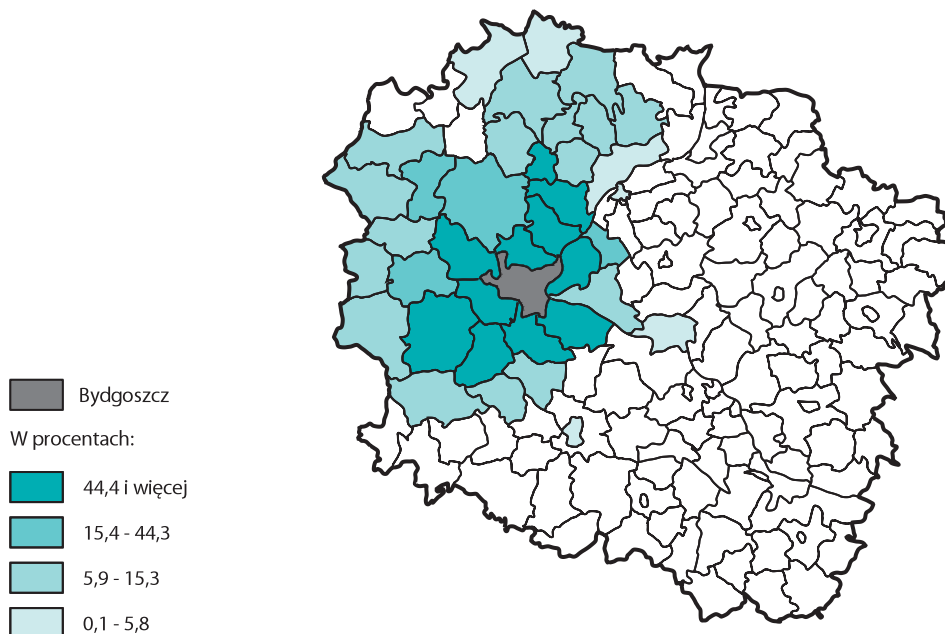 Bydgoszcz
W procentach:
44,4 i więcej
15,4 - 44,3
5,9 - 15,3
0,1 - 5,8